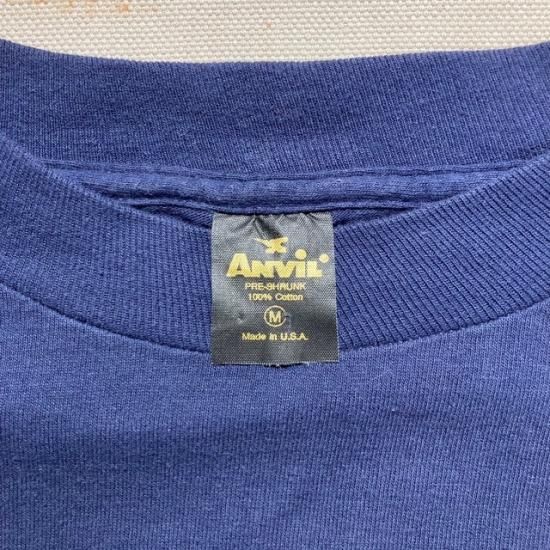 ANVIL®
PRE-SHRUNK
100% Cotton
M
Made in U.S.A.